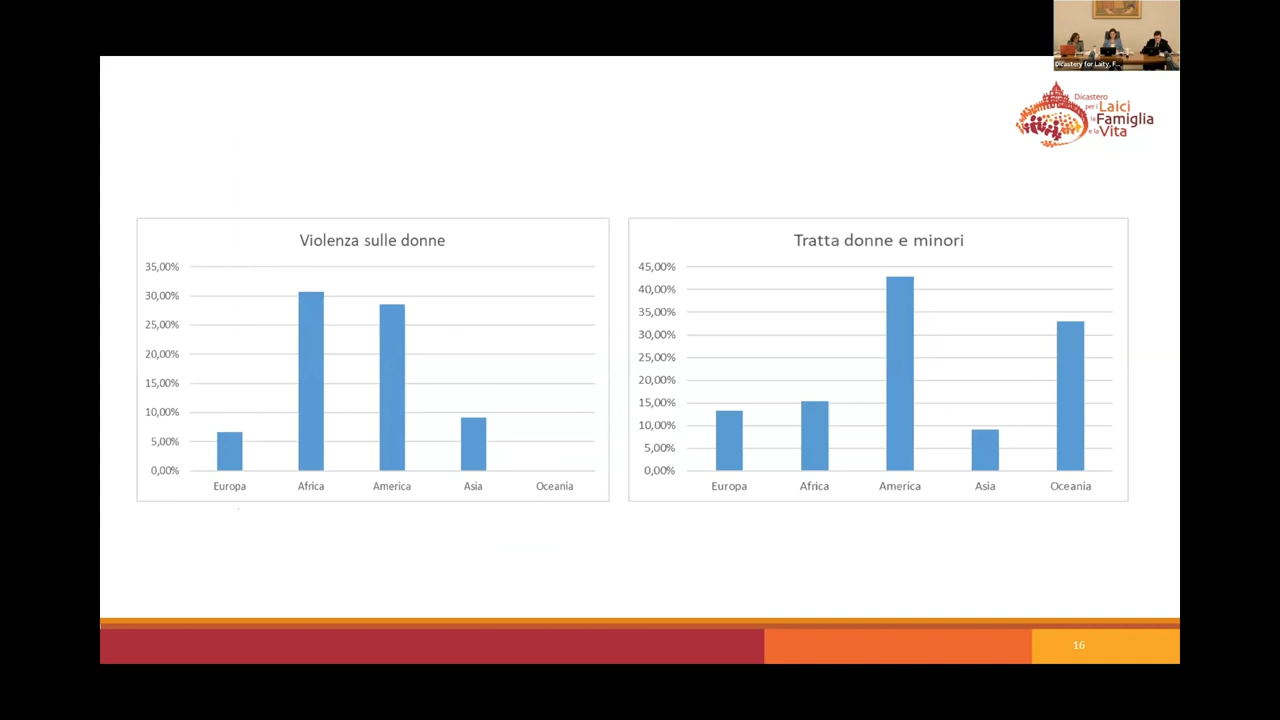 Dicastery for Laity, F...
Dicastero
per i Laici
la Famiglia
e la Vita
Violenza sulle donne
35,00%
30,00%
25,00%
20,00%
15,00%
10,00%
5,00%
0,00%
Europa Africa America Asia Oceania
Tratta donne e minori
45,00%
40,00%
35,00%
30,00%
25,00%
20,00%
15,00%
10,00%
5,00%
0,00%
Europa Africa America Asia Oceania
16